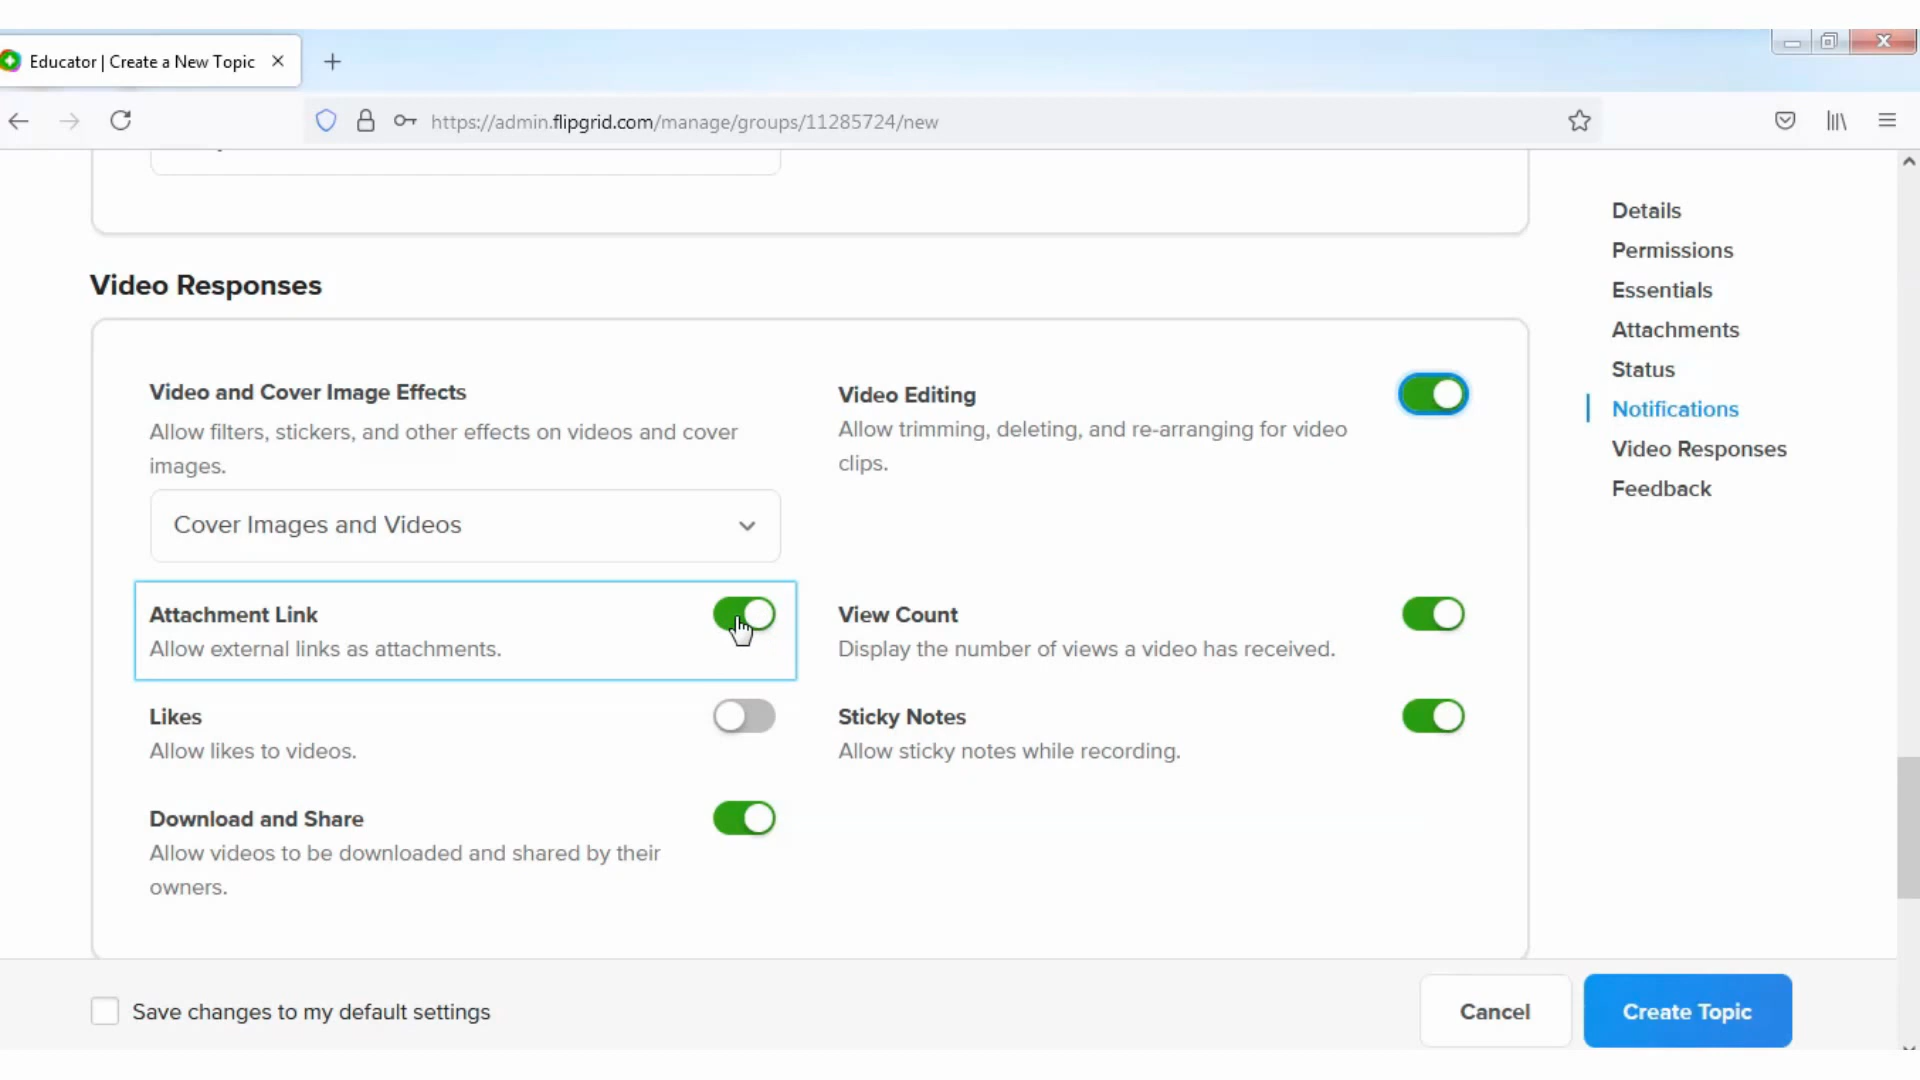 Educator | Create a New Topic
https://admin.flipgrid.com/manage/groups/11285724/new
Video Responses
Video and Cover Image Effects
Allow filters, stickers, and other effects on videos and cover
images.
Cover Images and Videos
Video Editing
Allow trimming, deleting, and re-arranging for video
clips.
Attachment Link
Allow external links as attachments.
View Count
Display the number of views a video has received.
Likes
Allow likes to videos.
Sticky Notes
Allow sticky notes while recording.
Download and Share
Allow videos to be downloaded and shared by their
owners.
Details
Permissions
Essentials
Attachments
Status
Notifications
Video Responses
Feedback
Save changes to my default settings
Cancel
Create Topic